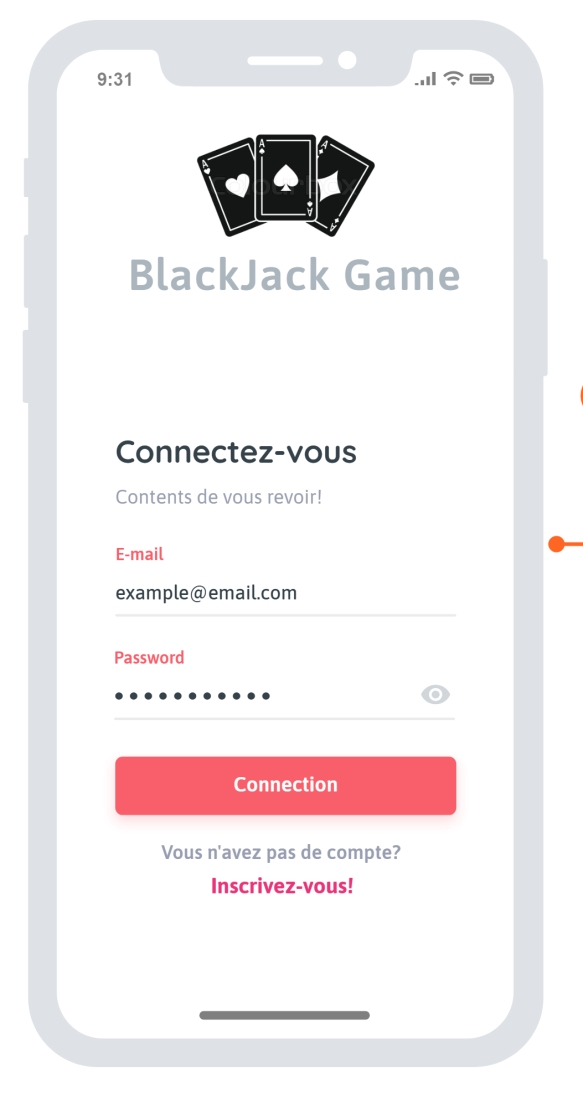 9:31
A A A
BlackJack Game
Connectez-vous
Contents de vous revoir!
E-mail
example@email.com
Password
Connection
Vous n'avez pas de compte?
Inscrivez-vous!